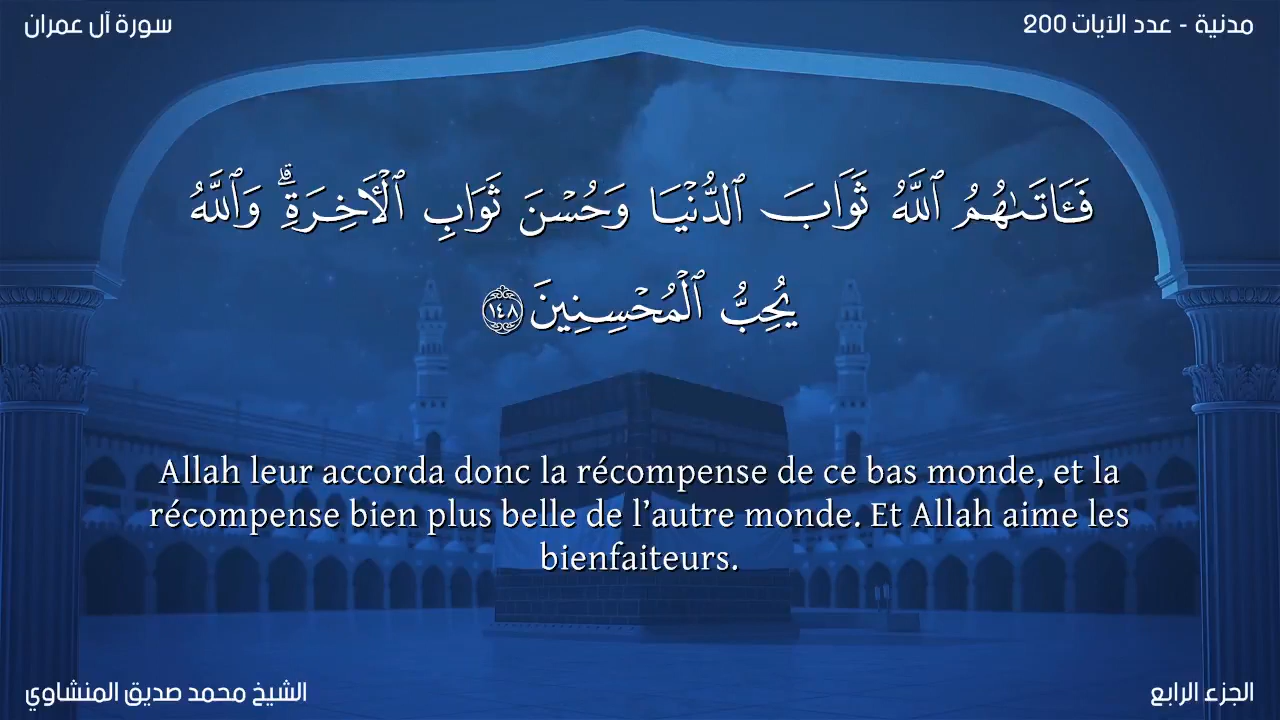 مدنية - عدد الآيات 200
سورة آل عمران
فَـَٔاتَىٰهُمُ ٱللَّهُ ثَوَابَ ٱلدُّنْيَا وَحُسْنَ ثَوَابِ ٱلْـَٔاخِرَةِ ۗ وَٱللَّهُ
يُحِبُّ ٱلْمُحْسِنِينَ ١٤٨
Allah leur accorda donc la récompense de ce bas monde, et la
récompense bien plus belle de l’autre monde. Et Allah aime les
bienfaiteurs.
الجزء الرابع
الشيخ محمد صديق المنشاوي